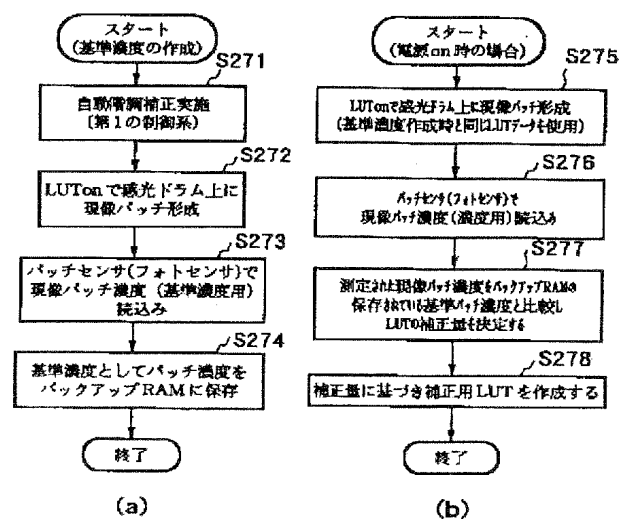 スタート
(基準濃度の作成)
S271
自動階調補正実施
(第1の制御系)
S272
LUTonで感光ドラム上に
現像パッチ形成
S273
パッチセンサ(フォトセンサ)で
現像パッチ濃度(基準濃度用)
読込み
S274
基準濃度としてパッチ濃度を
バックアップRAMに保存
終了
(a)
スタート
(電源on時の場合)
S275
LUTonで感光ドラム上に現像パッチ形成
(基準濃度作成時と同じLUTデータを使用)
S276
パッチセンサ(フォトセンサ)で
現像パッチ濃度(濃度用)読込み
S277
測定された現像パッチ濃度をバックアップRAMの
保存されている基準パッチ濃度と比較し
LUTの補正量を決定する
S278
補正量に基づき補正用LUTを作成する
終了
(b)